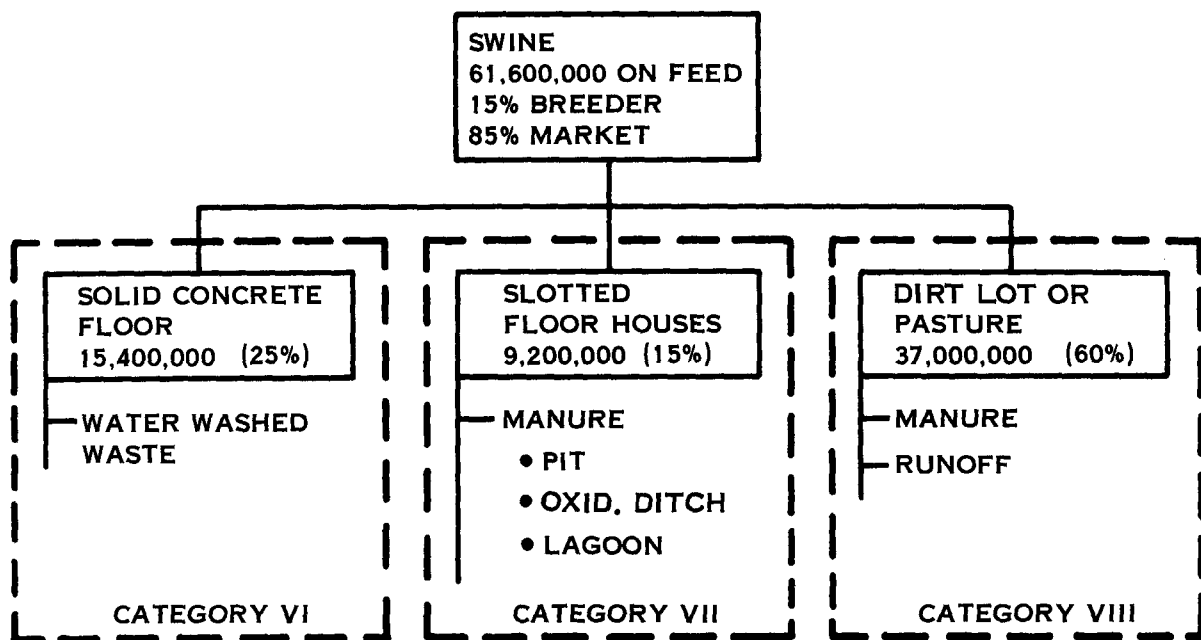 SWINE
61,600,000 ON FEED
15% BREEDER
85% MARKET
SOLID CONCRETE
FLOOR
15,400,000 (25%)
WATER WASHED
WASTE
CATEGORY VI
SLOTTED
FLOOR HOUSES
9,200,000 (15%)
MANURE
• PIT
• OXID. DITCH
• LAGOON
CATEGORY VII
DIRT LOT OR
PASTURE
37,000,000 (60%)
MANURE
RUNOFF
CATEGORY VIII